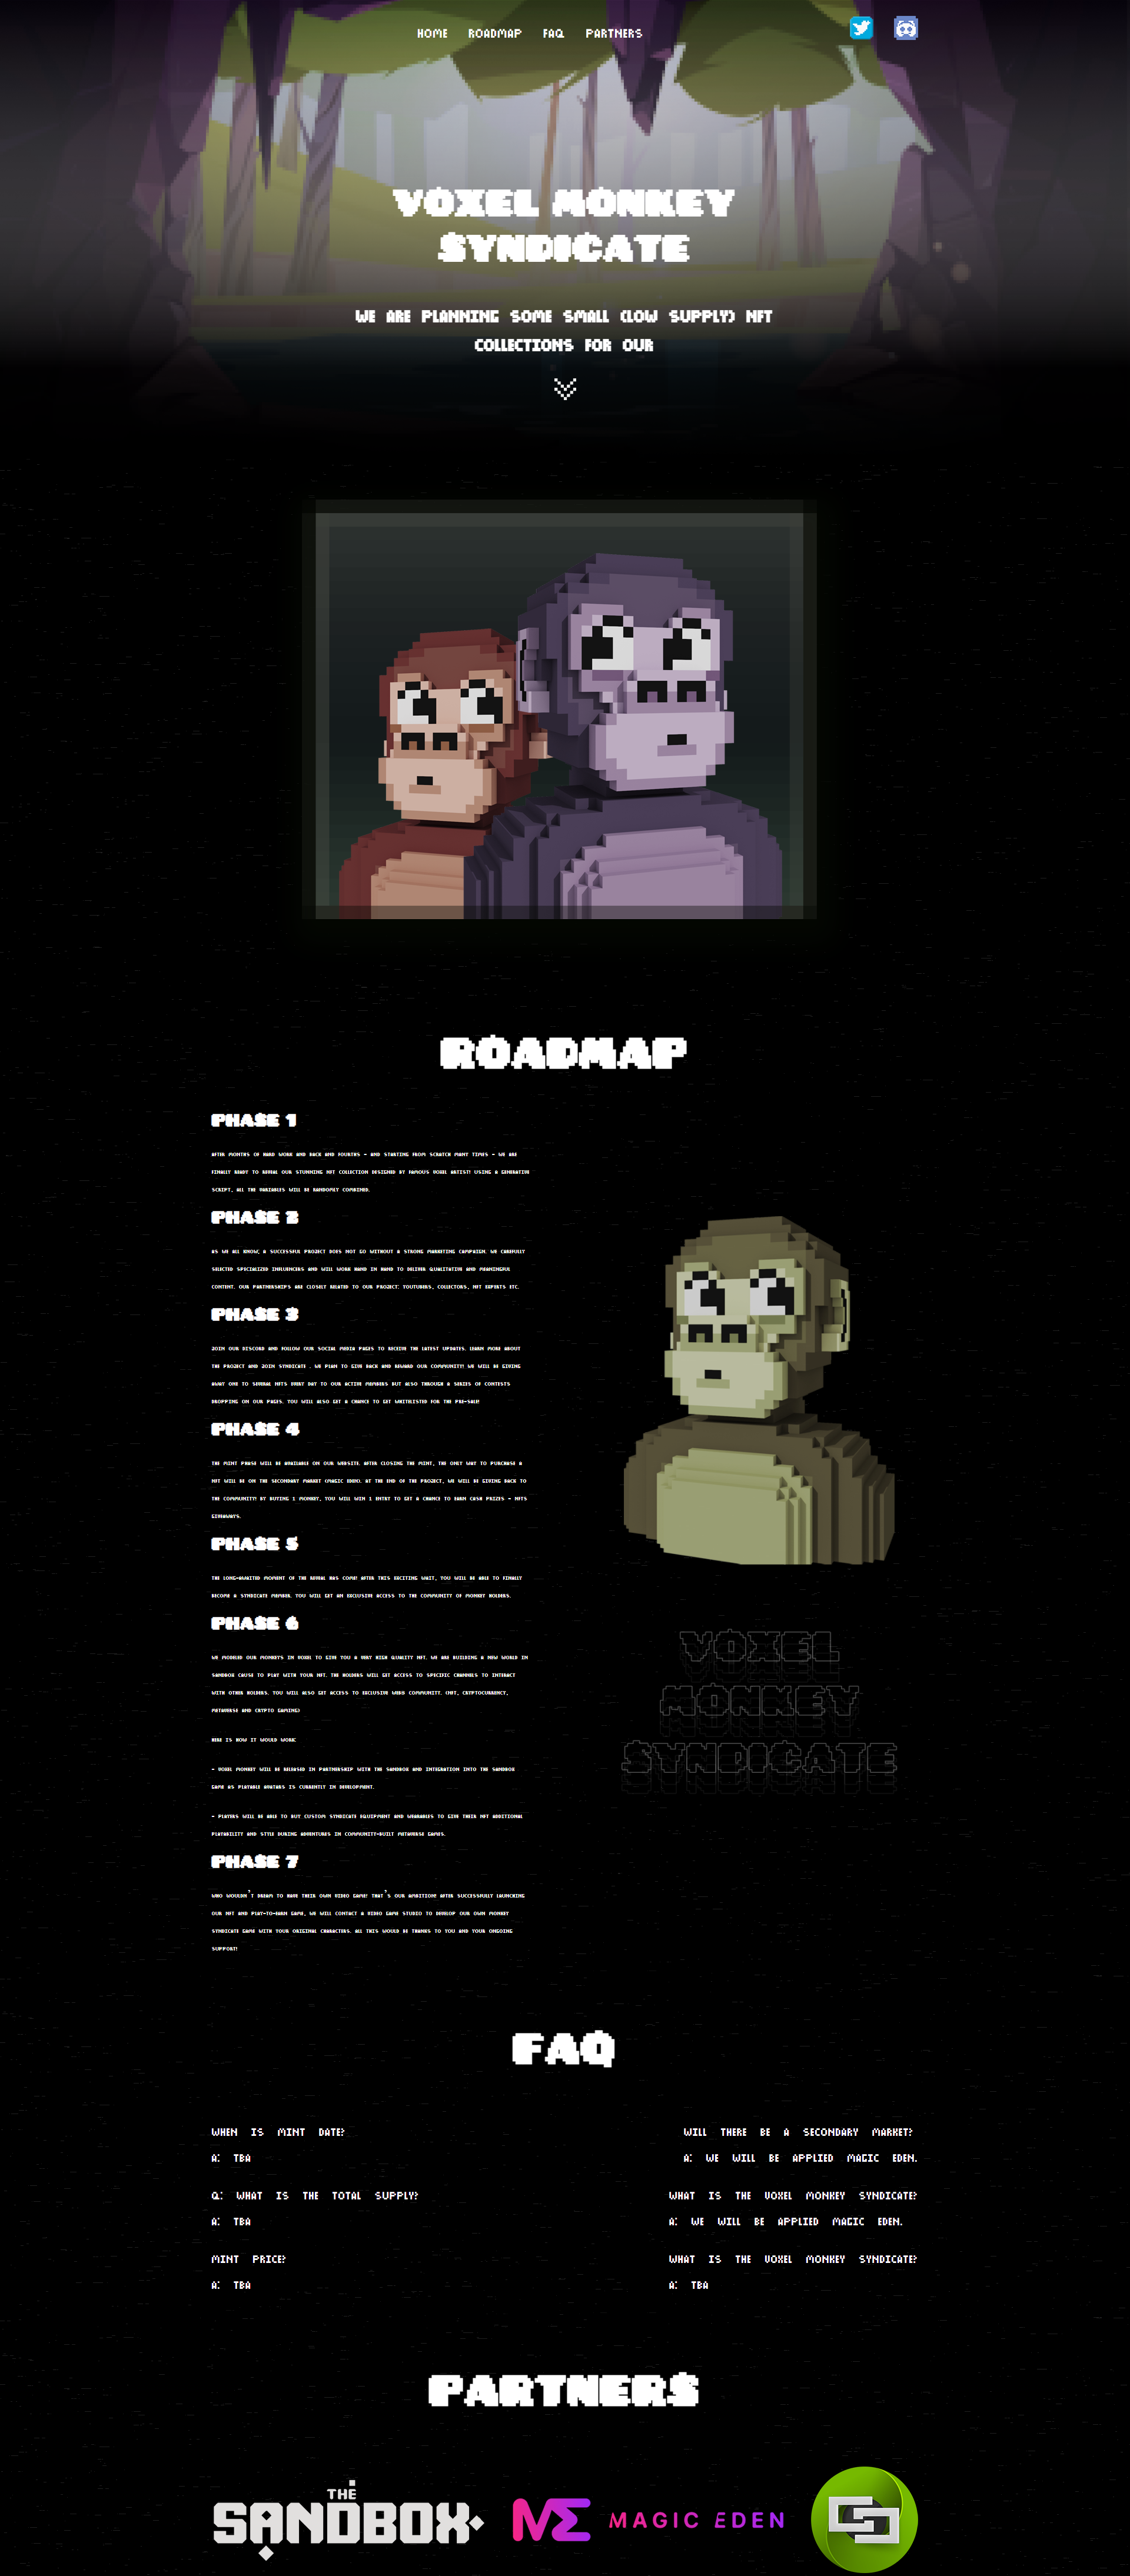 HOME ROADMAP FAQ PARTNERS
VOXEL MONKEY
SYNDICATE
WE ARE PLANNING SOME SMALL (LOW SUPPLY) NFT
COLLECTIONS FOR OUR
ROADMAP
PHASE 1
AFTER MONTHS OF HARD WORK AND BACK AND FOURTHS - AND STARTING FROM SCRATCH MANY TIMES - WE ARE
FINALLY READY TO REVEAL OUR STUNNING NFT COLLECTION DESIGNED BY FAMOUS VOXEL ARTIST! USING A GENERATIVE
SCRIPT, ALL THE VARIABLES WILL BE RANDOMLY COMBINED.
PHASE 2
AS WE ALL KNOW, A SUCCESSFUL PROJECT DOES NOT GO WITHOUT A STRONG MARKETING CAMPAIGN. WE CAREFULLY
SELECTED SPECIALIZED INFLUENCERS AND WILL WORK HAND IN HAND TO DELIVER QUALITATIVE AND MEANINGFUL
CONTENT. OUR PARTNERSHIPS ARE CLOSELY RELATED TO OUR PROJECT: YOUTUBERS, COLLECTORS, NFT EXPERTS ETC.
PHASE 3
JOIN OUR DISCORD AND FOLLOW OUR SOCIAL MEDIA PAGES TO RECEIVE THE LATEST UPDATES. LEARN MORE ABOUT
THE PROJECT AND JOIN SYNDICATE . WE PLAN TO GIVE BACK AND REWARD OUR COMMUNITY! WE WILL BE GIVING
AWAY ONE TO SEVERAL NFTS EVERY DAY TO OUR ACTIVE MEMBERS BUT ALSO THROUGH A SERIES OF CONTESTS
DROPPING ON OUR PAGES. YOU WILL ALSO GET A CHANCE TO GET WHITELISTED FOR THE PRE-SALE!
PHASE 4
THE MINT PHASE WILL BE AVAILABLE ON OUR WEBSITE. AFTER CLOSING THE MINT, THE ONLY WAY TO PURCHASE A
NFT WILL BE ON THE SECONDARY MARKET (MAGIC EDEN). AT THE END OF THE PROJECT, WE WILL BE GIVING BACK TO
THE COMMUNITY! BY BUYING 1 MONKEY, YOU WILL WIN 1 ENTRY TO GET A CHANCE TO EARN CASH PRIZES - NFTS
GIVEAWAYS.
PHASE 5
THE LONG-AWAITED MOMENT OF THE REVEAL HAS COME! AFTER THIS EXCITING WAIT, YOU WILL BE ABLE TO FINALLY
BECOME A SYNDICATE MEMBER. YOU WILL GET AN EXCLUSIVE ACCESS TO THE COMMUNITY OF MONKEY HOLDERS.
PHASE 6
WE MODELED OUR MONKEYS IN VOXEL TO GIVE YOU A VERY HIGH QUALITY NFT. WE ARE BUILDING A NEW WORLD IN
SANDBOX CAUSE TO PLAY WITH YOUR NFT. THE HOLDERS WILL GET ACCESS TO SPECIFIC CHANNELS TO INTERACT
WITH OTHER HOLDERS. YOU WILL ALSO GET ACCESS TO EXCLUSIVE WEB3 COMMUNITY. (NFT, CRYPTOCURRENCY,
METAVERSE AND CRYPTO GAMING)
HERE IS HOW IT WOULD WORK:
- VOXEL MONKEY WILL BE RELEASED IN PARTNERSHIP WITH THE SANDBOX AND INTEGRATION INTO THE SANDBOX
GAME AS PLAYABLE AVATARS IS CURRENTLY IN DEVELOPMENT.
- PLAYERS WILL BE ABLE TO BUY CUSTOM SYNDICATE EQUIPMENT AND WEARABLES TO GIVE THEIR NFT ADDITIONAL
PLAYABILITY AND STYLE DURING ADVENTURES IN COMMUNITY-BUILT METAVERSE GAMES.
VOXEL
MONKEY
SYNDICATE
PHASE 7
WHO WOULDN'T DREAM TO HAVE THEIR OWN VIDEO GAME? THAT'S OUR AMBITION! AFTER SUCCESSFULLY LAUNCHING
OUR NFT AND PLAY-TO-EARN GAME, WE WILL CONTACT A VIDEO GAME STUDIO TO DEVELOP OUR OWN MONKEY
SYNDICATE GAME WITH YOUR ORIGINAL CHARACTERS. ALL THIS WOULD BE THANKS TO YOU AND YOUR ONGOING
SUPPORT!
FAQ
WHEN IS MINT DATE?
A: TBA
Q: WHAT IS THE TOTAL SUPPLY?
A: TBA
MINT PRICE?
A: TBA
WILL THERE BE A SECONDARY MARKET?
A: WE WILL BE APPLIED MAGIC EDEN.
WHAT IS THE VOXEL MONKEY SYNDICATE?
A: WE WILL BE APPLIED MAGIC EDEN.
WHAT IS THE VOXEL MONKEY SYNDICATE?
A: TBA
PARTNERS
THE
SANDBOX
ME MAGIC EDEN